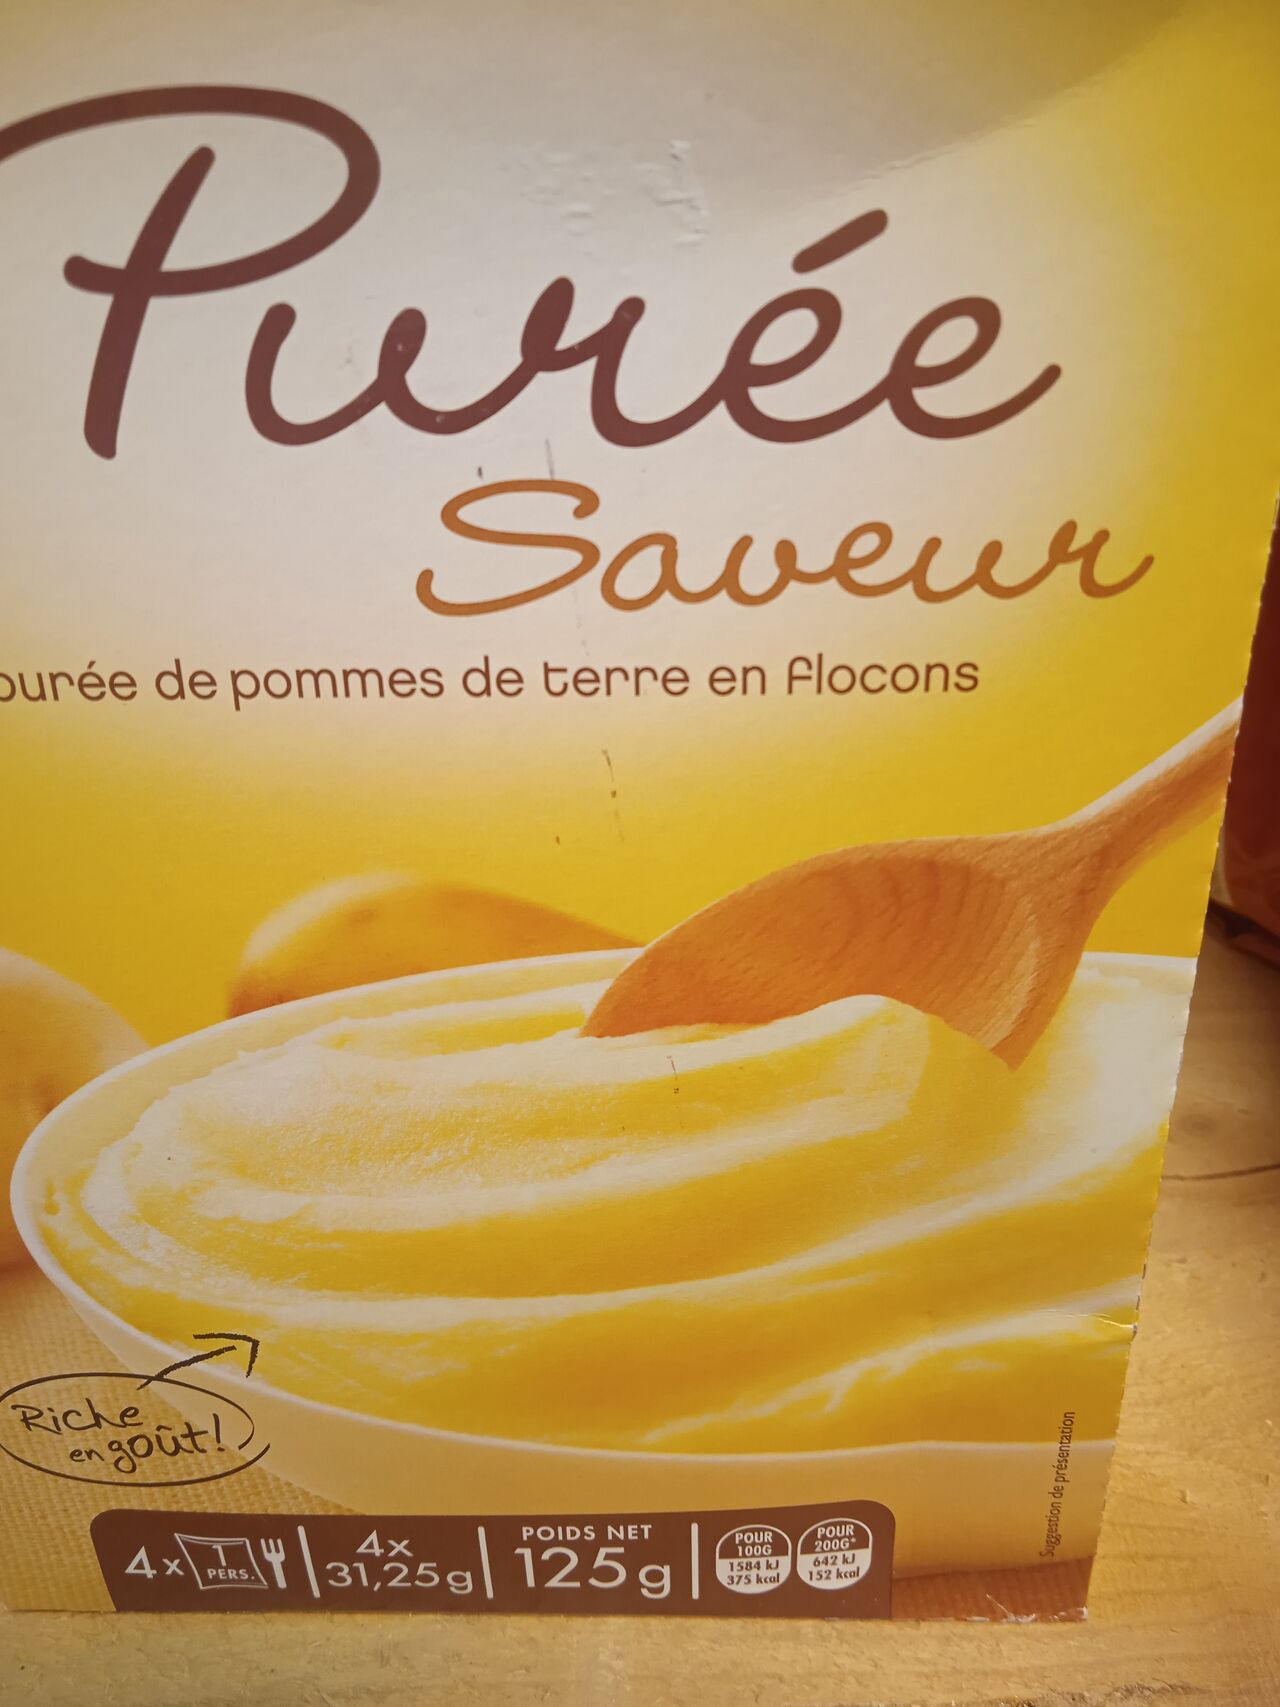 Purée
Saveur
purée de pommes de terre en flocons
Riche
en goût!
Suggestion de présentation
4x 1 PERS.
4x
31,25g
POIDS NET
125g
POUR
100G
1584 kJ
375 kcal
POUR
200G*
642 kJ
152 kcal